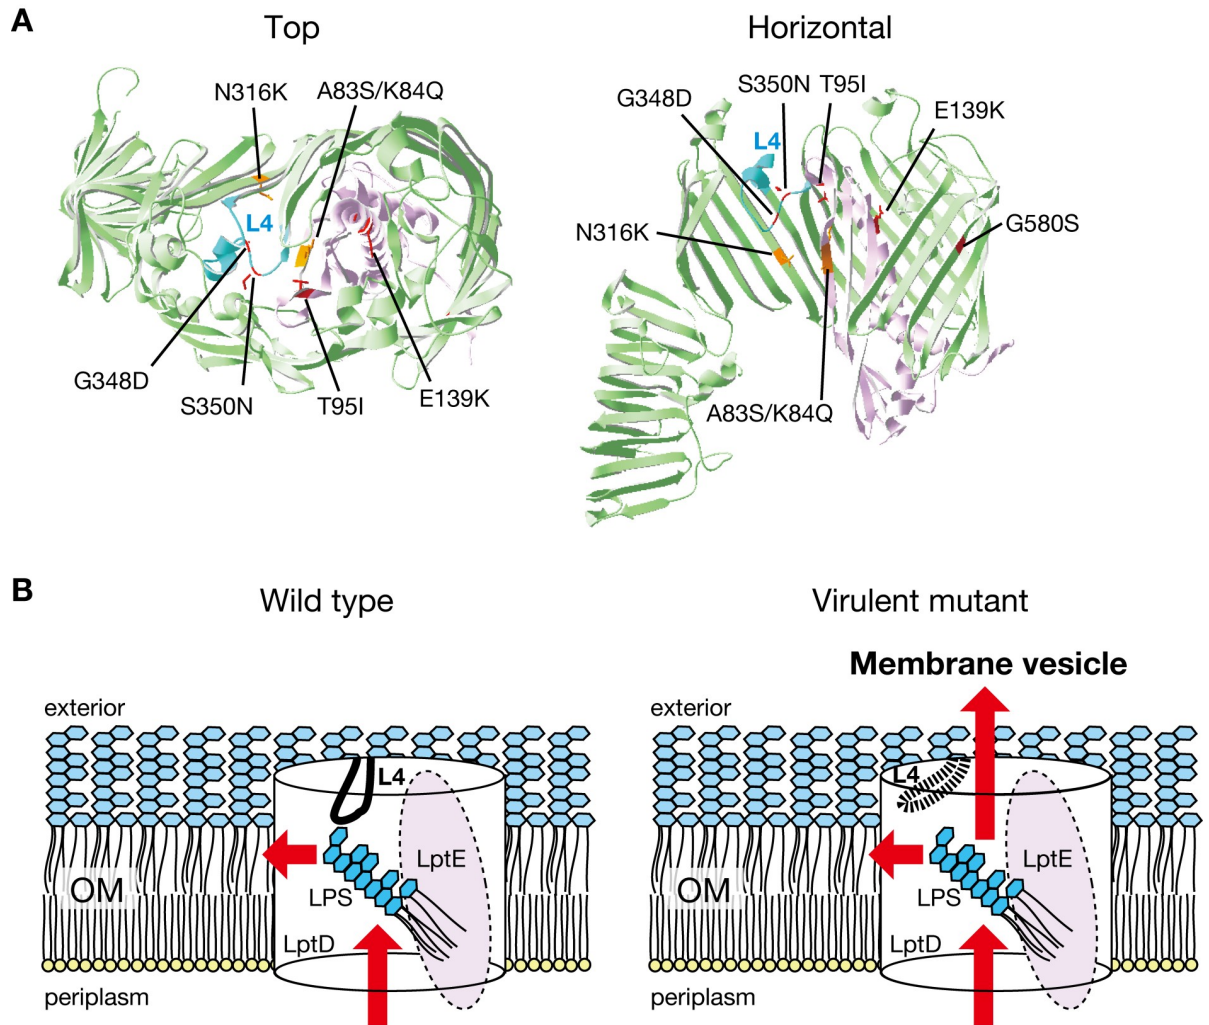 A
Top
Horizontal
N316K
A83S/K84Q
L4
G348D
S350N
T95I
E139K
G348D
S350N
T95I
E139K
L4
N316K
G580S
A83S/K84Q
B
Wild type
Virulent mutant
Membrane vesicle
exterior
L4
LptE
OM
LPS
LptD
periplasm
exterior
L4
LptE
OM
LPS
LptD
periplasm